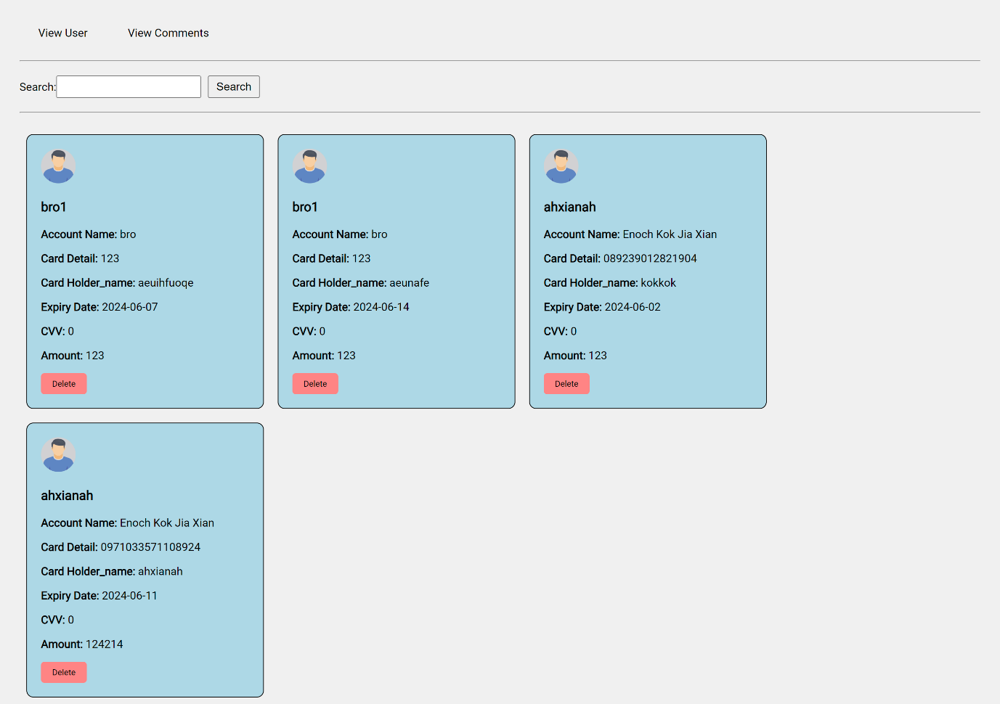 View User View Comments
Search: Search
bro1
Account Name: bro
Card Detail: 123
Card Holder_name: aeuihfuoqe
Expiry Date: 2024-06-07
CVV: 0
Amount: 123
Delete
bro1
Account Name: bro
Card Detail: 123
Card Holder_name: aeunafe
Expiry Date: 2024-06-14
CVV: 0
Amount: 123
Delete
ahxianah
Account Name: Enoch Kok Jia Xian
Card Detail: 089239012821904
Card Holder_name: kokkok
Expiry Date: 2024-06-02
CVV: 0
Amount: 123
Delete
ahxianah
Account Name: Enoch Kok Jia Xian
Card Detail: 0971033571108924
Card Holder_name: ahxianah
Expiry Date: 2024-06-11
CVV: 0
Amount: 124214
Delete